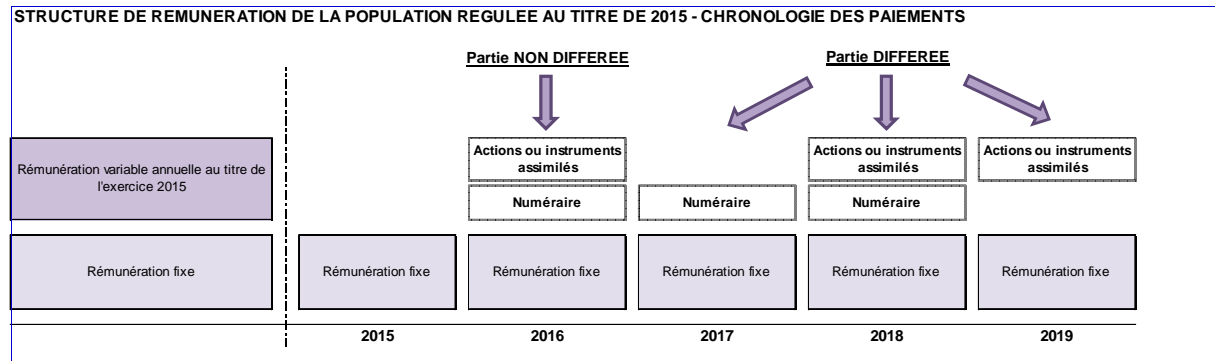 STRUCTURE DE REMUNERATION DE LA POPULATION REGULEE AU TITRE DE 2015 - CHRONOLOGIE DES PAIEMENTS
Partie NON DIFFEREE
Partie DIFFEREE
Rémunération variable annuelle au titre de
l'exercice 2015
Actions ou instruments
assimilés
Actions ou instruments
assimilés
Actions ou instruments
assimilés
Numéraire
Numéraire
Numéraire
Rémunération fixe
Rémunération fixe
Rémunération fixe
Rémunération fixe
Rémunération fixe
Rémunération fixe
2015
2016
2017
2018
2019